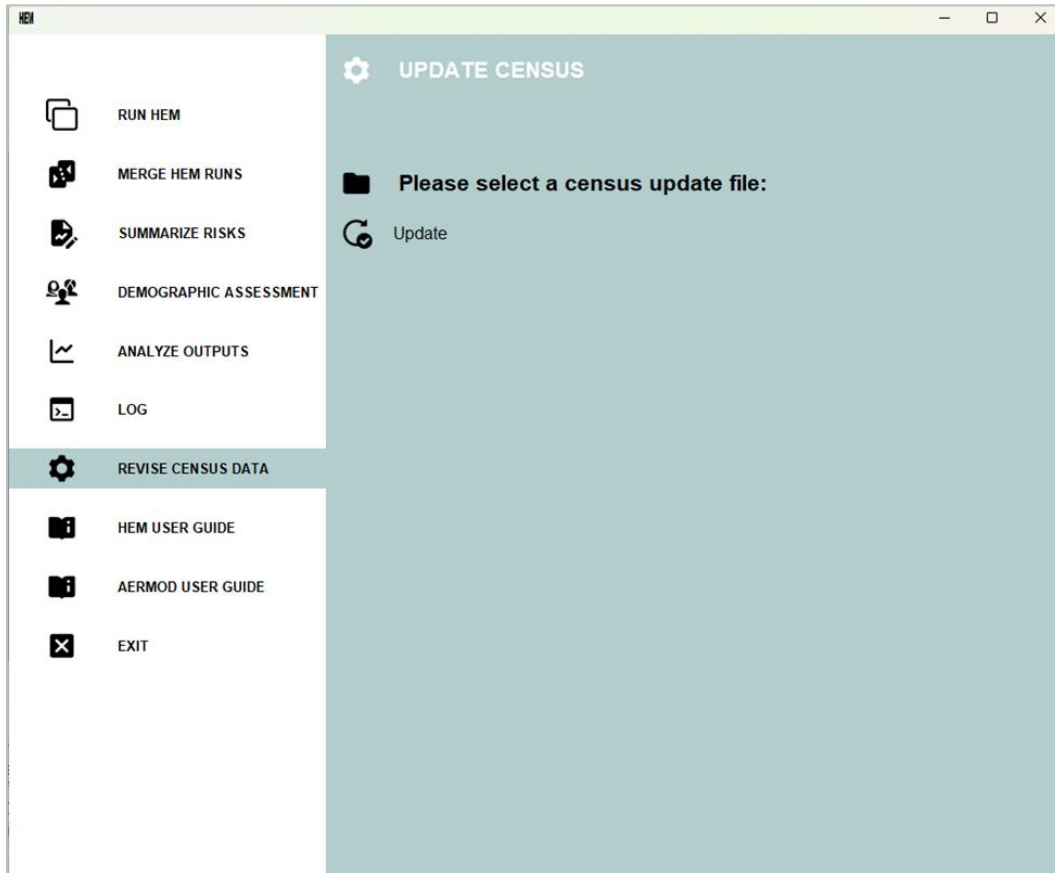 HEM
UPDATE CENSUS
RUN HEM
MERGE HEM RUNS
Please select a census update file:
SUMMARIZE RISKS
Update
DEMOGRAPHIC ASSESSMENT
ANALYZE OUTPUTS
LOG
REVISE CENSUS DATA
HEM USER GUIDE
AERMOD USER GUIDE
EXIT